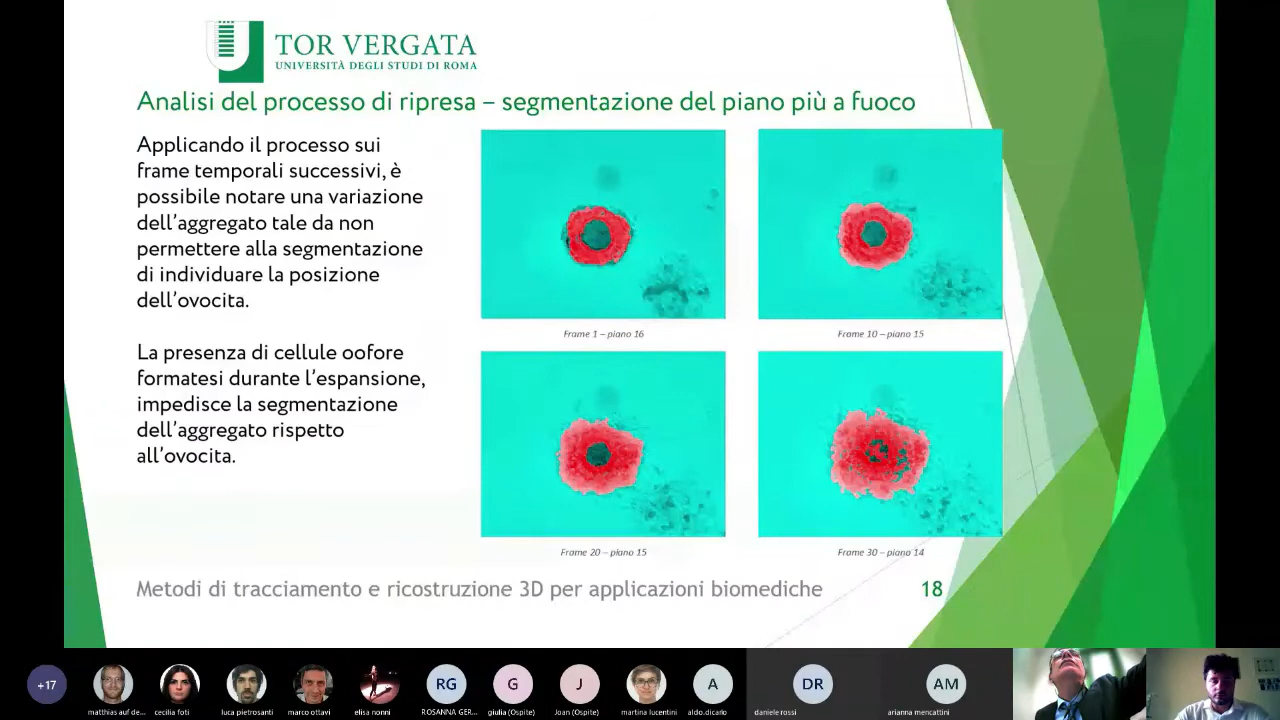 TOR VERGATA
UNIVERSITÀ DEGLI STUDI DI ROMA
Analisi del processo di ripresa – segmentazione del piano più a fuoco
Applicando il processo sui
frame temporali successivi, è
possibile notare una variazione
dell'aggregato tale da non
permettere alla segmentazione
di individuare la posizione
dell'ovocita.
La presenza di cellule oofore
formatesi durante l'espansione,
impedisce la segmentazione
dell'aggregato rispetto
all'ovocita.
Frame 1 – piano 16
Frame 10 – piano 15
Frame 20 – piano 15
Frame 30 – piano 14
Metodi di tracciamento e ricostruzione 3D per applicazioni biomediche
18
+17
RG
G
J
A
DR
AM
matthias auf de...
cecilia foti
luca pietrosanti
marco ottavi
elisa nonni
ROSANNA GER...
giulia (Ospite)
Joan (Ospite)
martina lucentini
aldo.dicarlo
daniele rossi
arianna mencattini